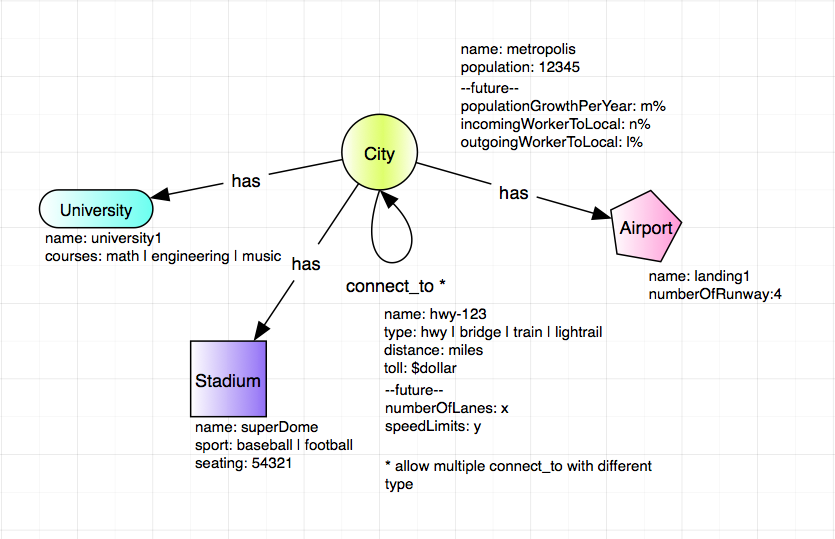 name: metropolis
population: 12345
--future--
populationGrowthPerYear: m%
incomingWorkerToLocal: n%
outgoingWorkerToLocal: l%
City
has
has
University
Airport
name: university1
courses: math | engineering | music
has
name: landing1
numberOfRunway:4
connect_to *
name: hwy-123
type: hwy | bridge | train | lightrail
distance: miles
toll: $dollar
--future--
numberOfLanes: x
speedLimits: y
Stadium
name: superDome
sport: baseball | football
seating: 54321
* allow multiple connect_to with different
type